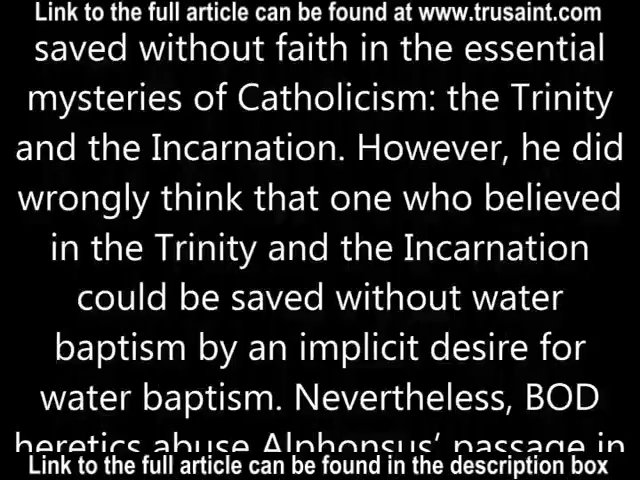 Link to the full article can be found at www.trusaint.com
saved without faith in the essential
mysteries of Catholicism: the Trinity
and the Incarnation. However, he did
wrongly think that one who believed
in the Trinity and the Incarnation
could be saved without water
baptism by an implicit desire for
water baptism. Nevertheless, BOD
heretics abuse Alphonsus’ passage in
Link to the full article can be found in the description box